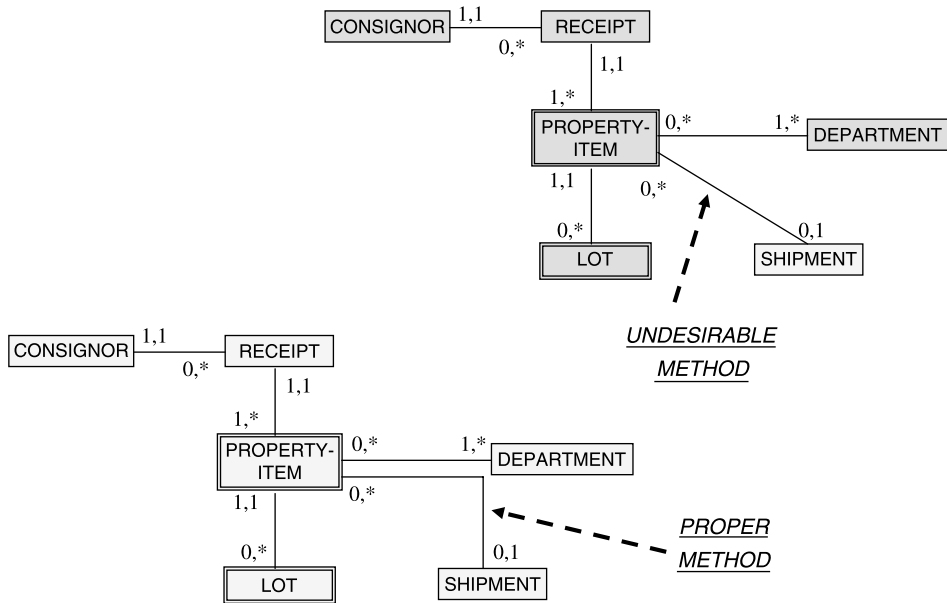 CONSIGNOR
1,1
0,*
RECEIPT
1,1
1,*
PROPERTY-
ITEM
0,*
1,*
DEPARTMENT
1,1
0,*
0,*
LOT
0,1
SHIPMENT
UNDESIRABLE
METHOD
CONSIGNOR
1,1
0,*
RECEIPT
1,1
1,*
PROPERTY-
ITEM
0,*
1,*
DEPARTMENT
0,*
1,1
0,*
LOT
0,1
SHIPMENT
PROPER
METHOD